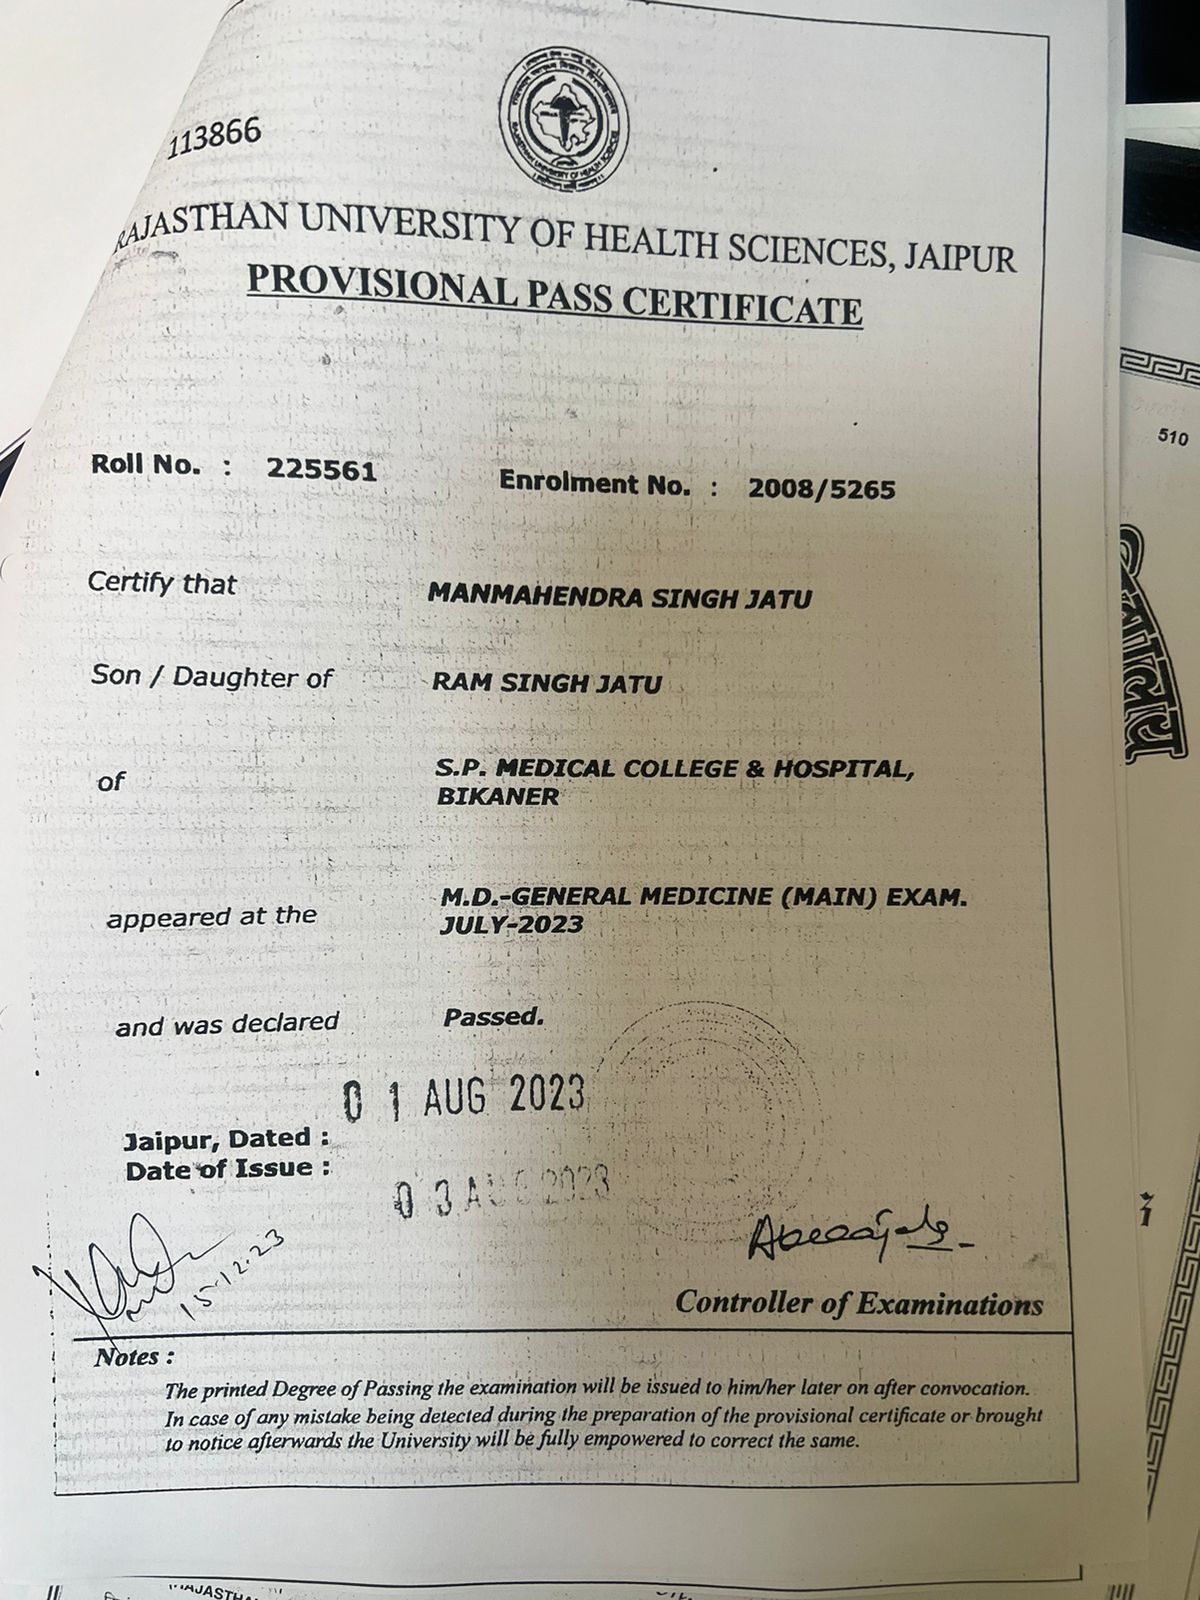 113866
RAJASTHAN UNIVERSITY OF HEALTH SCIENCES, JAIPUR
PROVISIONAL PASS CERTIFICATE
Roll No. : 225561 Enrolment No. : 2008/5265
Certify that MANMAHENDRA SINGH JATU
Son / Daughter of RAM SINGH JATU
of S.P. MEDICAL COLLEGE & HOSPITAL,
BIKANER
appeared at the M.D.-GENERAL MEDICINE (MAIN) EXAM.
JULY-2023
and was declared Passed.
01 AUG 2023
Jaipur, Dated :
Date of Issue :
03 AUG 2023
15-12-23
Controller of Examinations
Notes :
The printed Degree of Passing the examination will be issued to him/her later on after convocation.
In case of any mistake being detected during the preparation of the provisional certificate or brought
to notice afterwards the University will be fully empowered to correct the same.
510